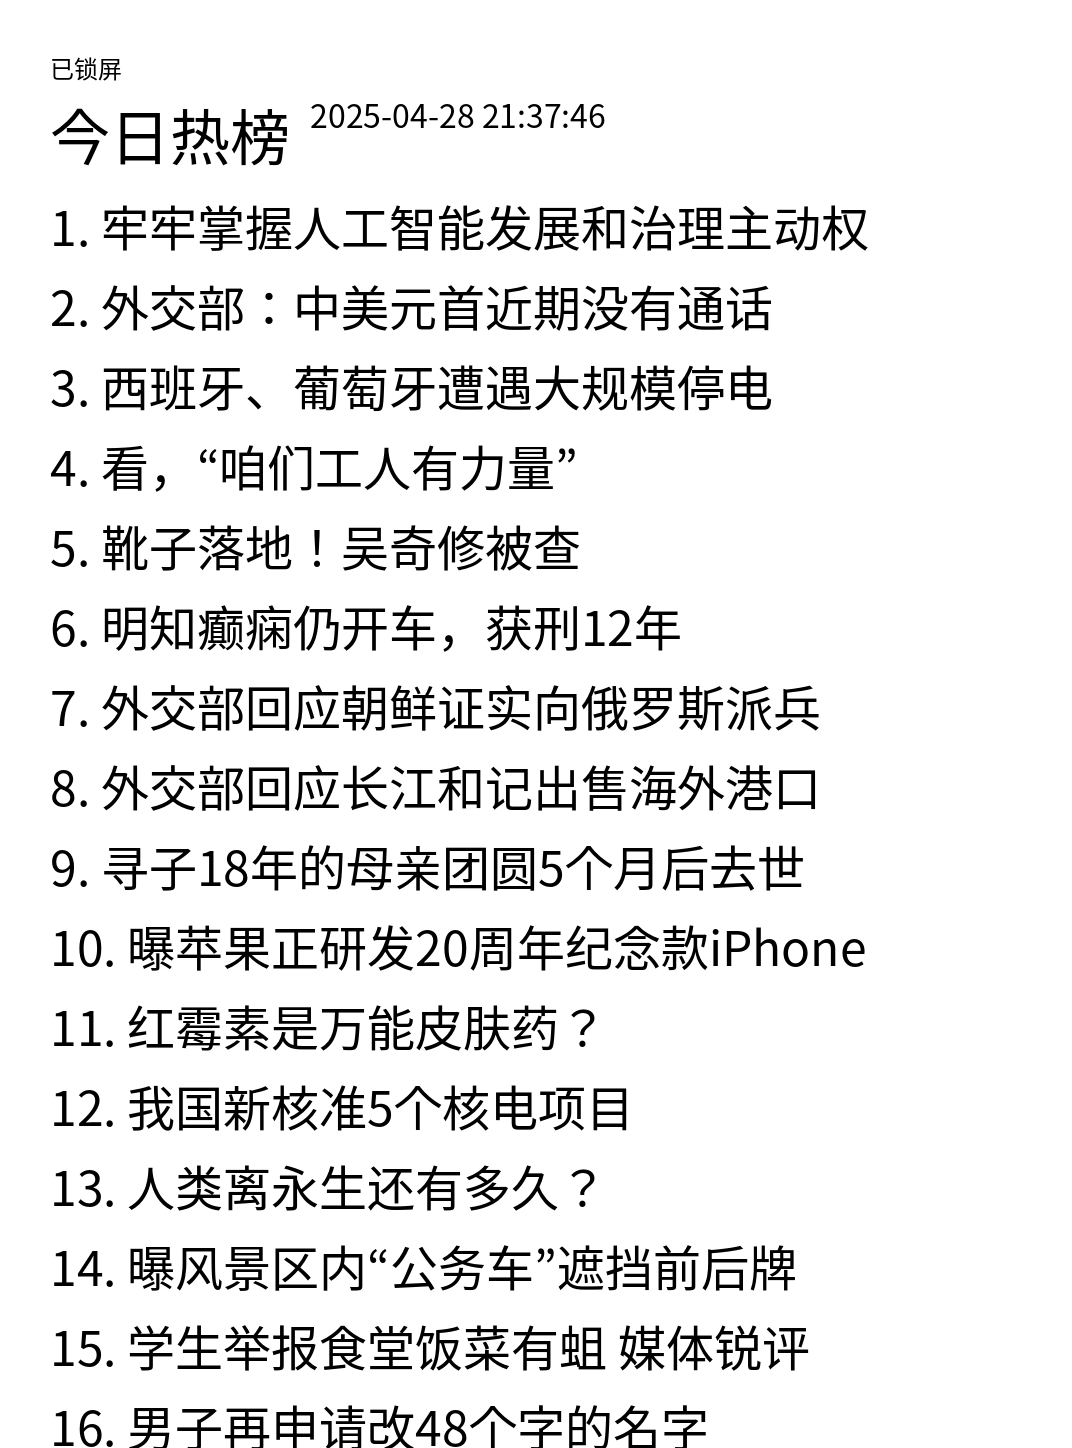 已锁屏
今日热榜 2025-04-28 21:37:46
1. 牢牢掌握人工智能发展和治理主动权
2. 外交部：中美元首近期没有通话
3. 西班牙、葡萄牙遭遇大规模停电
4. 看，“咱们工人有力量”
5. 靴子落地！吴奇修被查
6. 明知癫痫仍开车，获刑12年
7. 外交部回应朝鲜证实向俄罗斯派兵
8. 外交部回应长江和记出售海外港口
9. 寻子18年的母亲团圆5个月后去世
10. 曝苹果正研发20周年纪念款iPhone
11. 红霉素是万能皮肤药？
12. 我国新核准5个核电项目
13. 人类离永生还有多久？
14. 曝风景区内“公务车”遮挡前后牌
15. 学生举报食堂饭菜有蛆 媒体锐评
16. 男子再申请改48个字的名字